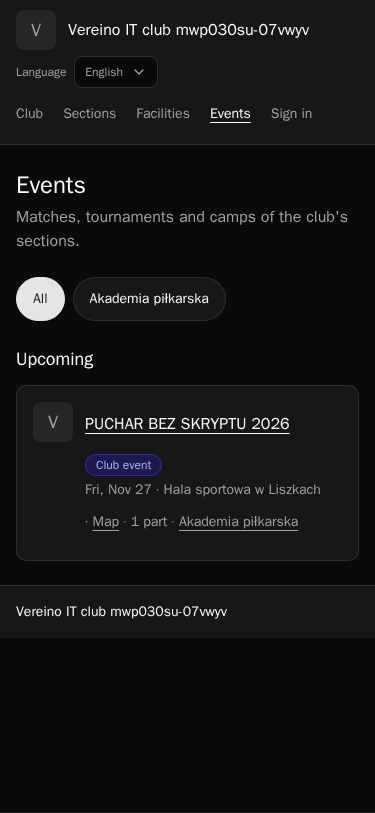 V
Vereino IT club mwp030su-07vwyv
Language
English
Club Sections Facilities Events Sign in
Events
Matches, tournaments and camps of the club's
sections.
All Akademia piłkarska
Upcoming
V
PUCHAR BEZ SKRYPTU 2026
Club event
Fri, Nov 27 · Hala sportowa w Liszkach
· Map · 1 part · Akademia piłkarska
Vereino IT club mwp030su-07vwyv